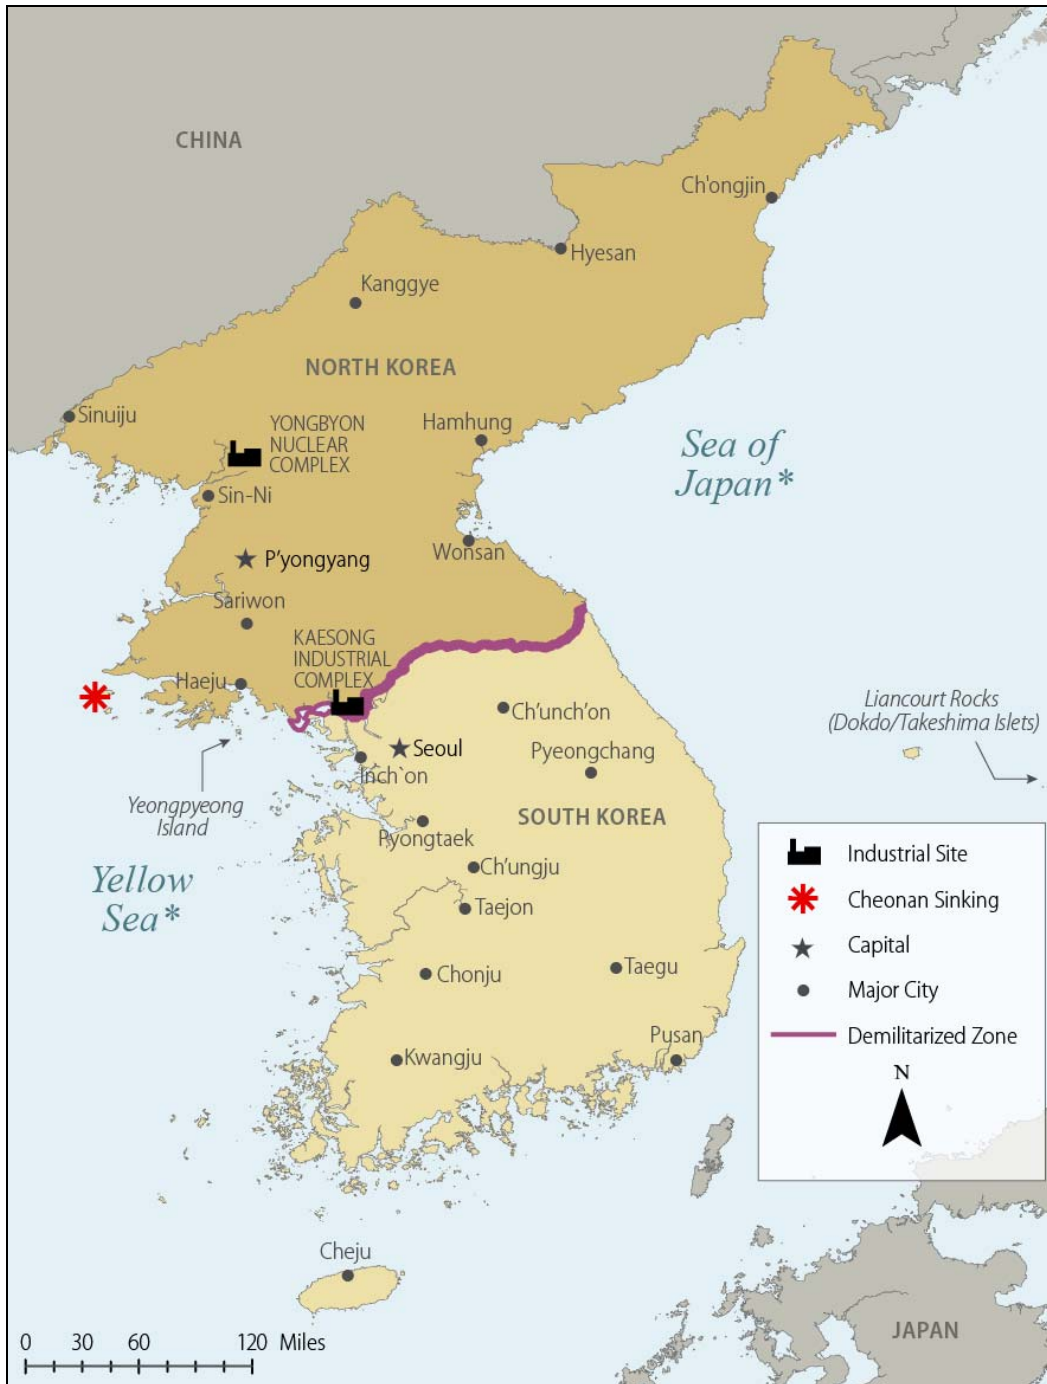 CHINA
Ch'ongjin
Hyesan
Kanggye
NORTH KOREA
Sinuiju
YONGBYON
NUCLEAR
COMPLEX
Hamhung
Sea of
Japan*
Sin-Ni
Wonsan
P'yongyang
Sariwon
KAESONG
INDUSTRIAL
COMPLEX
Haeju
Liancourt Rocks
(Dokdo/Takeshima Islets)
Ch'unch'on
Seoul
Pyeongchang
Inch`on
Yeongpyeong
Island
SOUTH KOREA
Pyongtaek
Yellow
Sea*
Ch'ungju
Taejon
Chonju
Taegu
Pusan
Kwangju
Industrial Site
Cheonan Sinking
Capital
Major City
Demilitarized Zone
N
Cheju
JAPAN
0 30 60 120 Miles